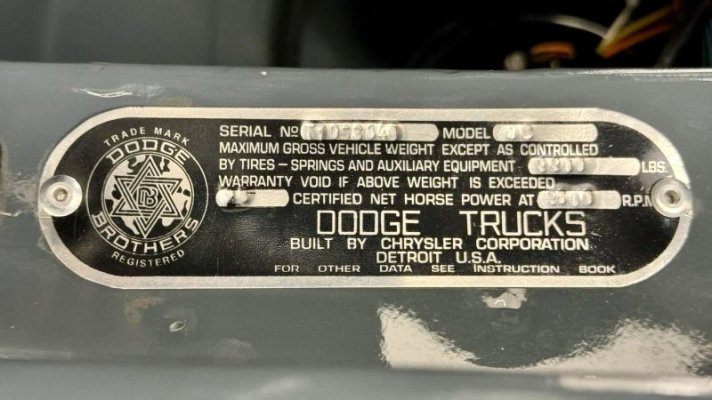 TRADE MARK
DODGE
DB
BROTHERS
REGISTERED
SERIAL Nº
MODEL WC
MAXIMUM GROSS VEHICLE WEIGHT EXCEPT AS CONTROLLED
BY TIRES – SPRINGS AND AUXILIARY EQUIPMENT LBS.
WARRANTY VOID IF ABOVE WEIGHT IS EXCEEDED
CERTIFIED NET HORSE POWER AT R.P.M
DODGE TRUCKS
BUILT BY CHRYSLER CORPORATION
DETROIT U.S.A.
FOR OTHER DATA SEE INSTRUCTION BOOK